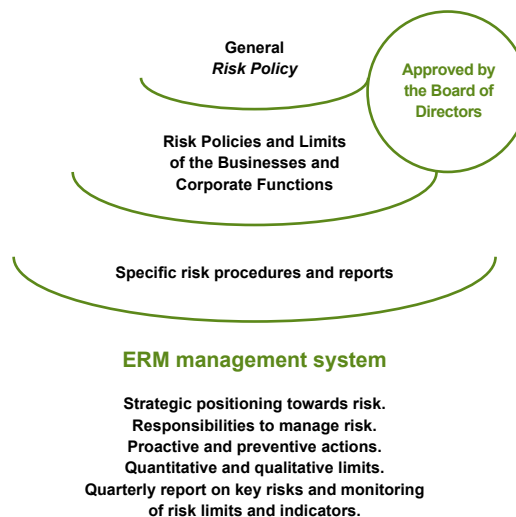 General
Risk Policy
Approved by
the Board of
Directors
Risk Policies and Limits
of the Businesses and
Corporate Functions
Specific risk procedures and reports
ERM management system
Strategic positioning towards risk.
Responsibilities to manage risk.
Proactive and preventive actions.
Quantitative and qualitative limits.
Quarterly report on key risks and monitoring
of risk limits and indicators.